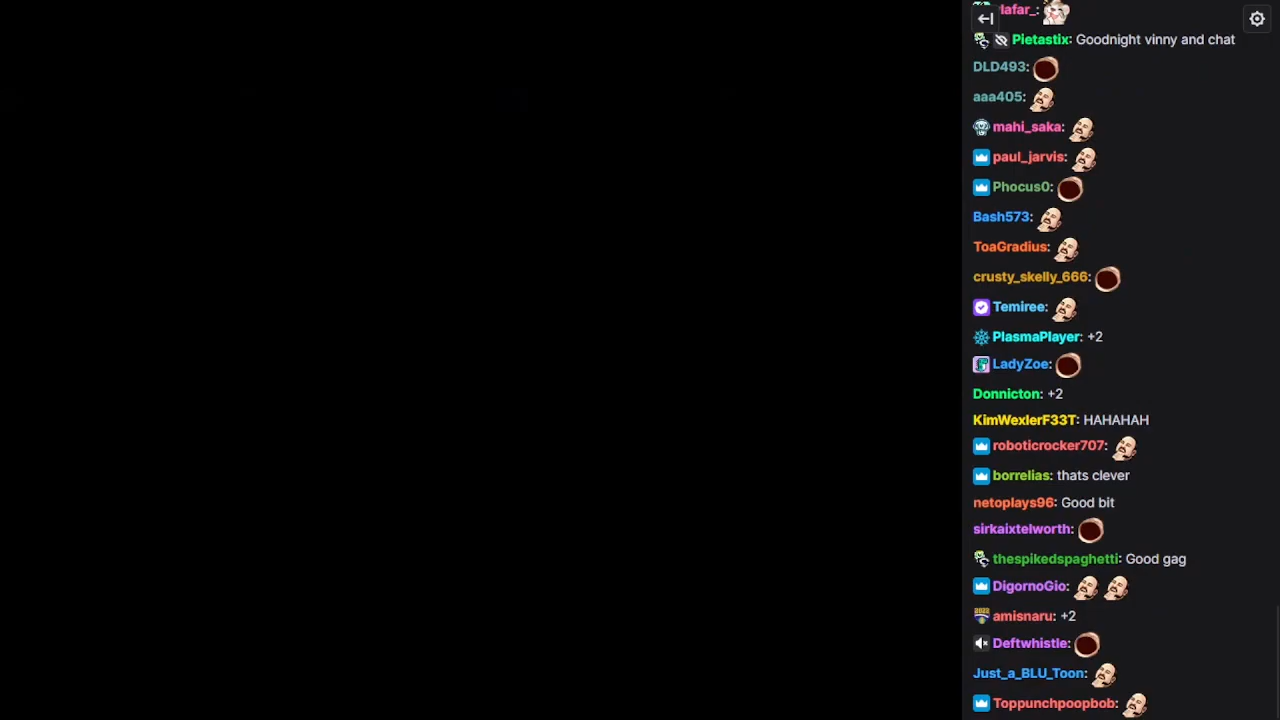 lafar_:
Pietastix: Goodnight vinny and chat
DLD493:
aaa405:
mahi_saka:
paul_jarvis:
Phocus0:
Bash573:
ToaGradius:
crusty_skelly_666:
Temiree:
PlasmaPlayer: +2
LadyZoe:
Donnicton: +2
KimWexlerF33T: HAHAHAH
roboticrocker707:
borrelias: thats clever
netoplays96: Good bit
sirkaixtelworth:
thespikedspaghetti: Good gag
DigornoGio:
amisnaru: +2
Deftwhistle:
Just_a_BLU_Toon:
Toppunchpoopbob: